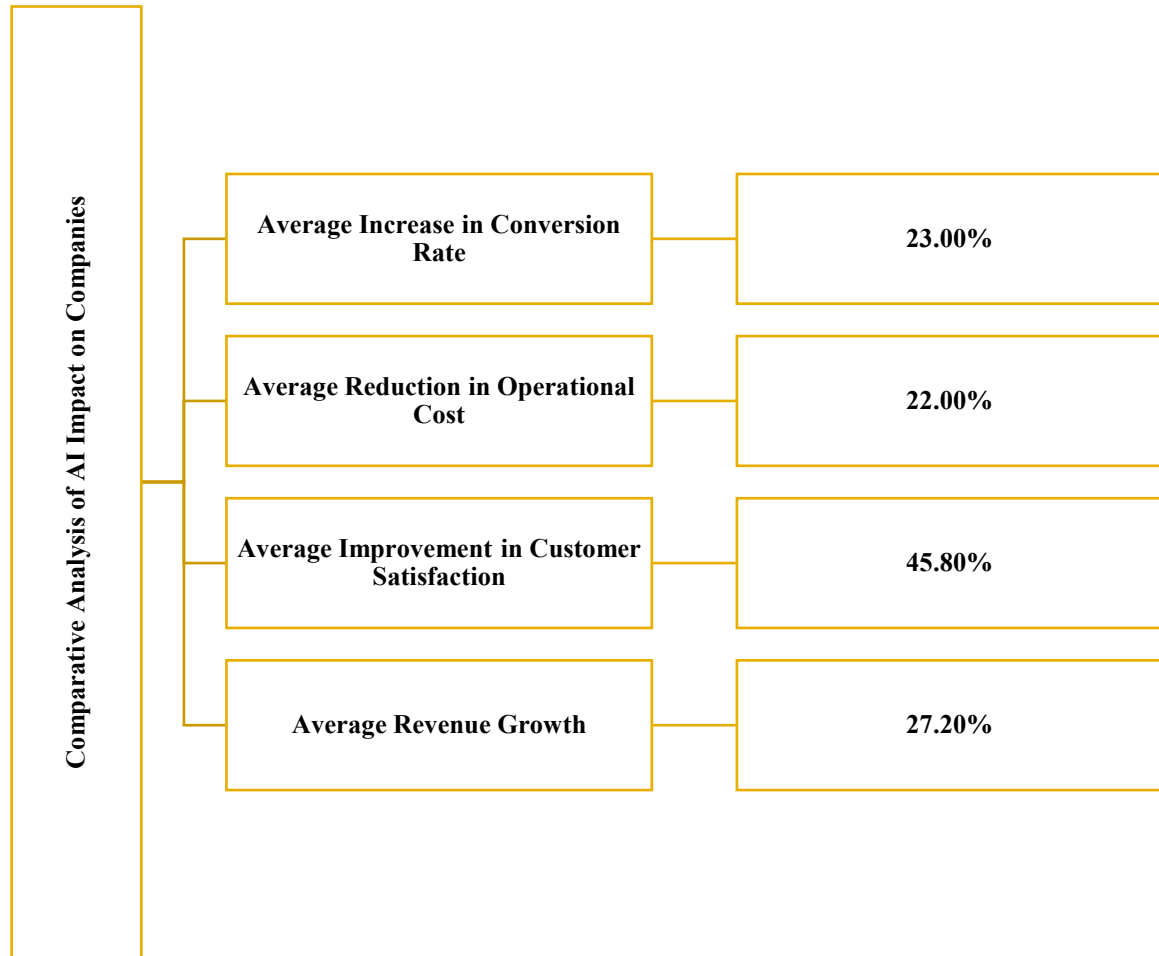 Comparative Analysis of AI Impact on Companies
Average Increase in Conversion
Rate
23.00%
Average Reduction in Operational
Cost
22.00%
Average Improvement in Customer
Satisfaction
45.80%
Average Revenue Growth
27.20%